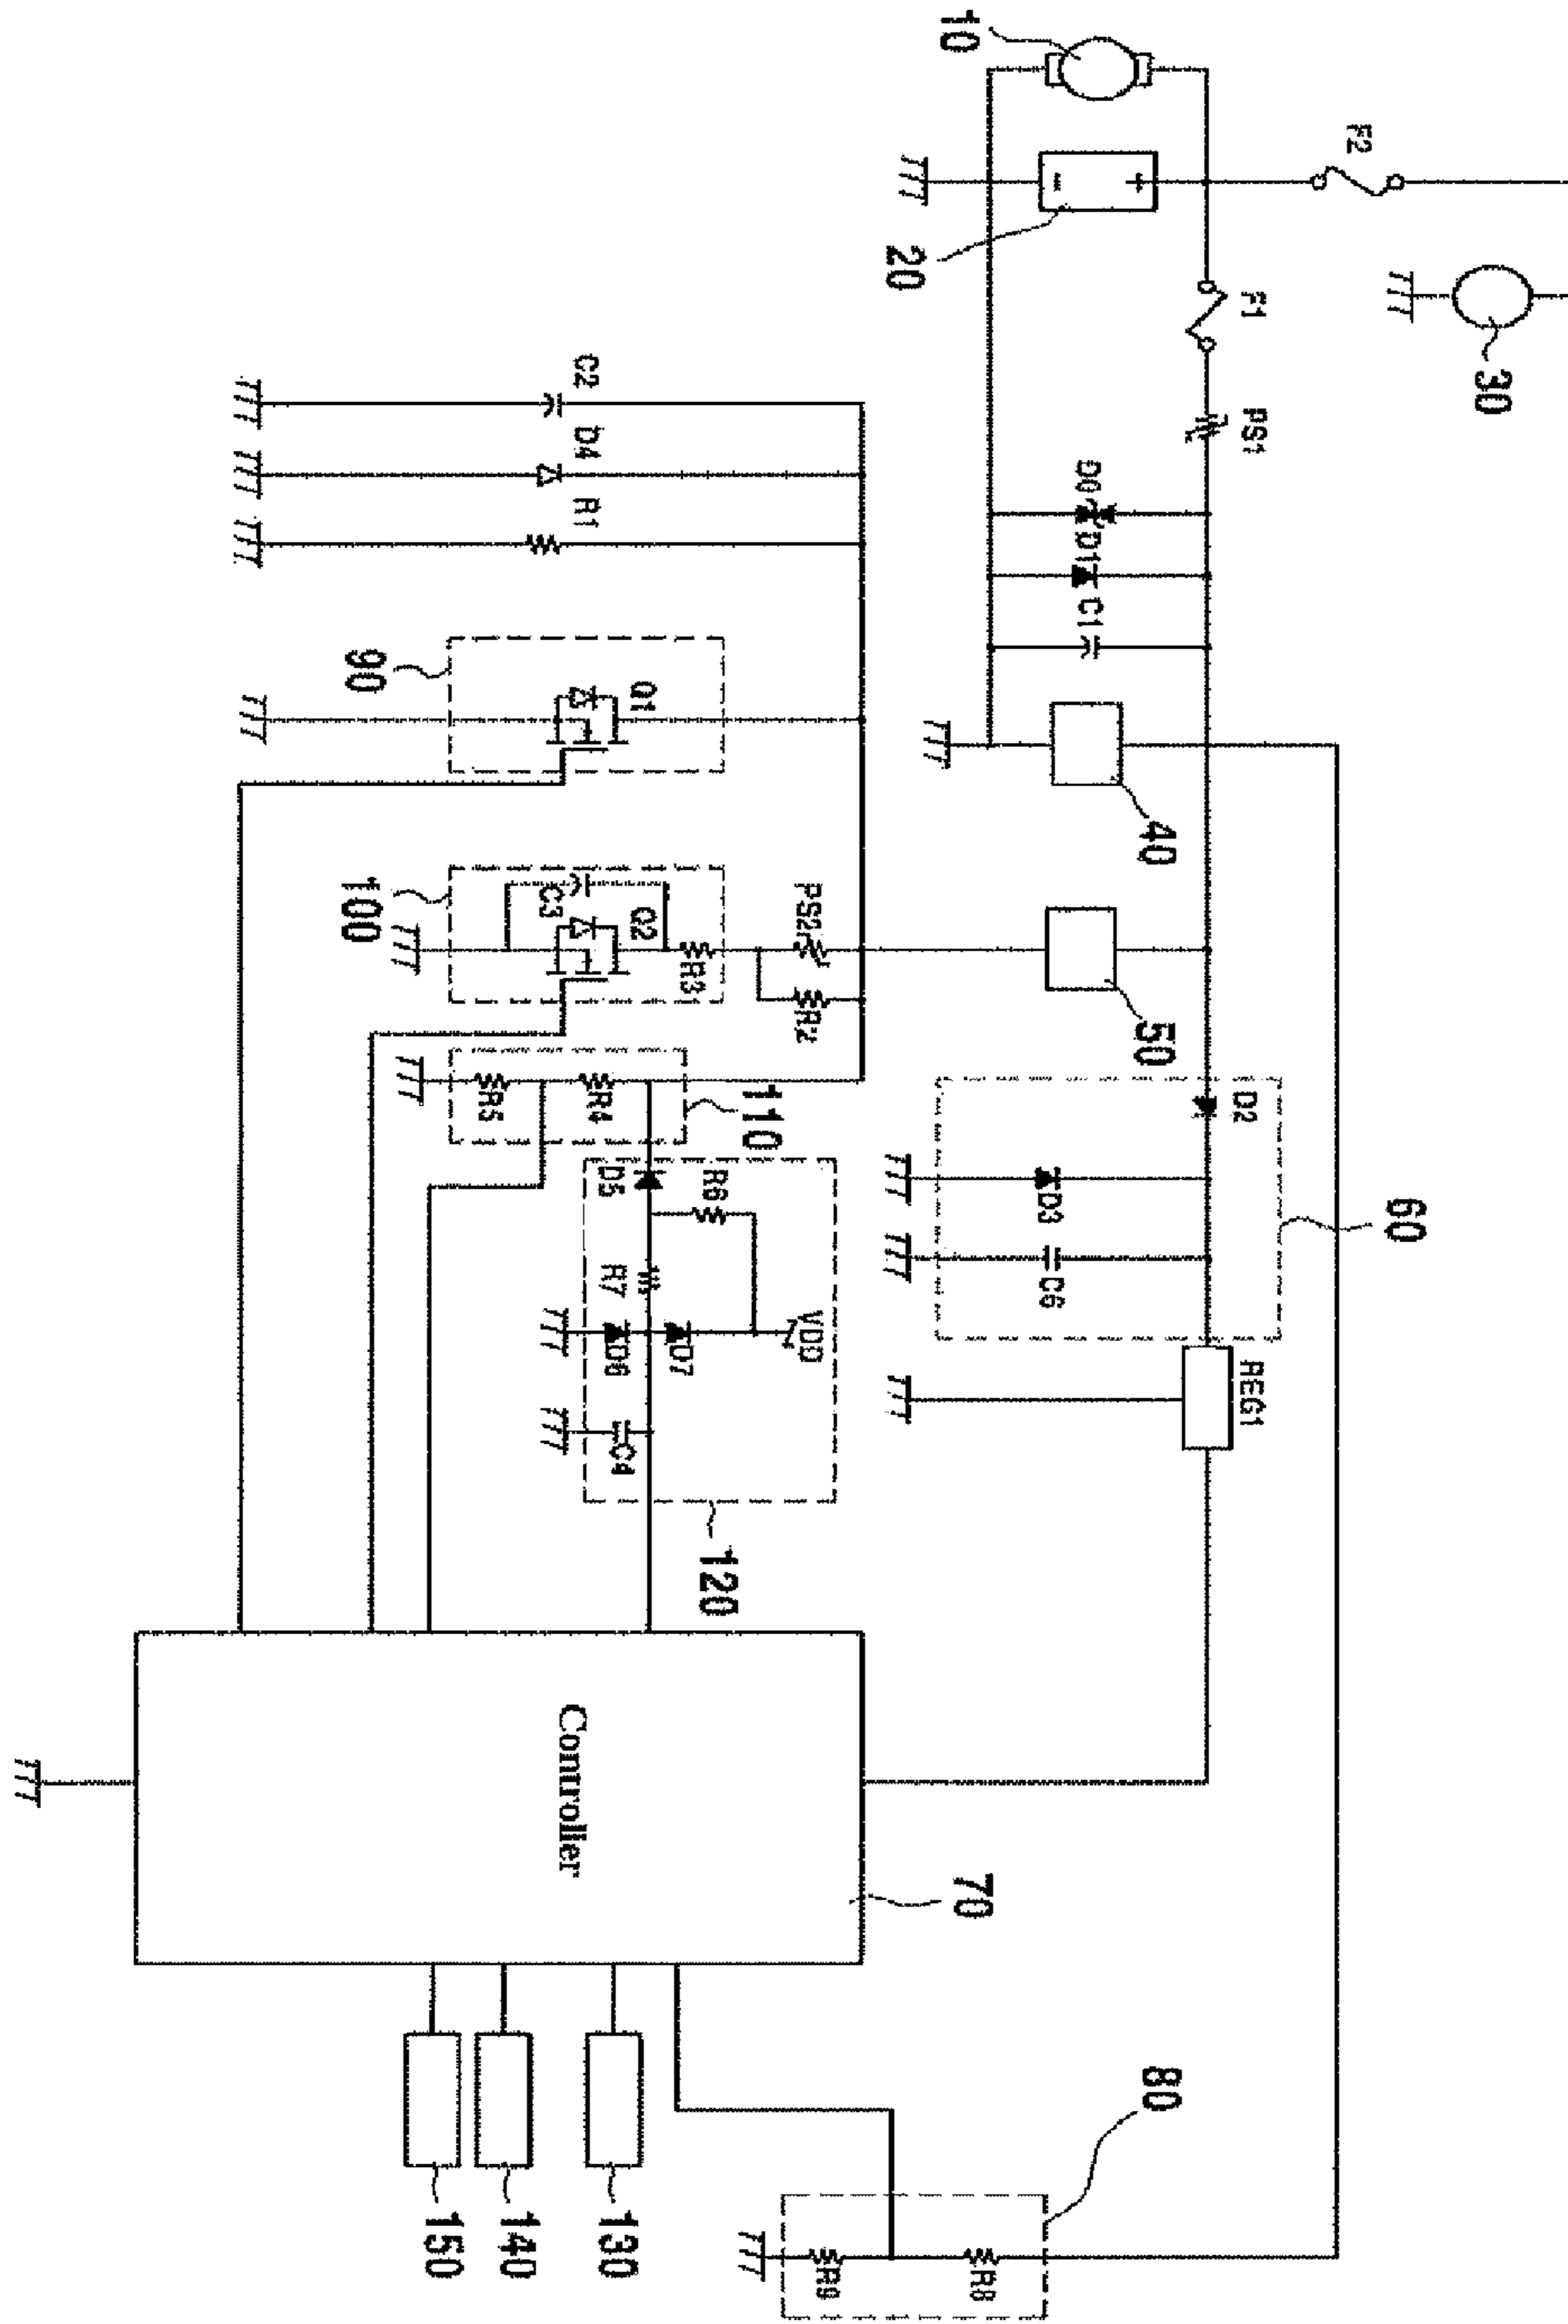 10
F2
20
F1
30
PS1
C2
D4
R1
D0
D1
C1
90
Q1
40
100
C3
Q2
R3
PS2
R2
50
R5
R4
110
D2
D3
C6
60
D5
R6
R7
VDD
D6
D7
C4
120
REG1
Controller
70
80
150
140
130
R9
R8